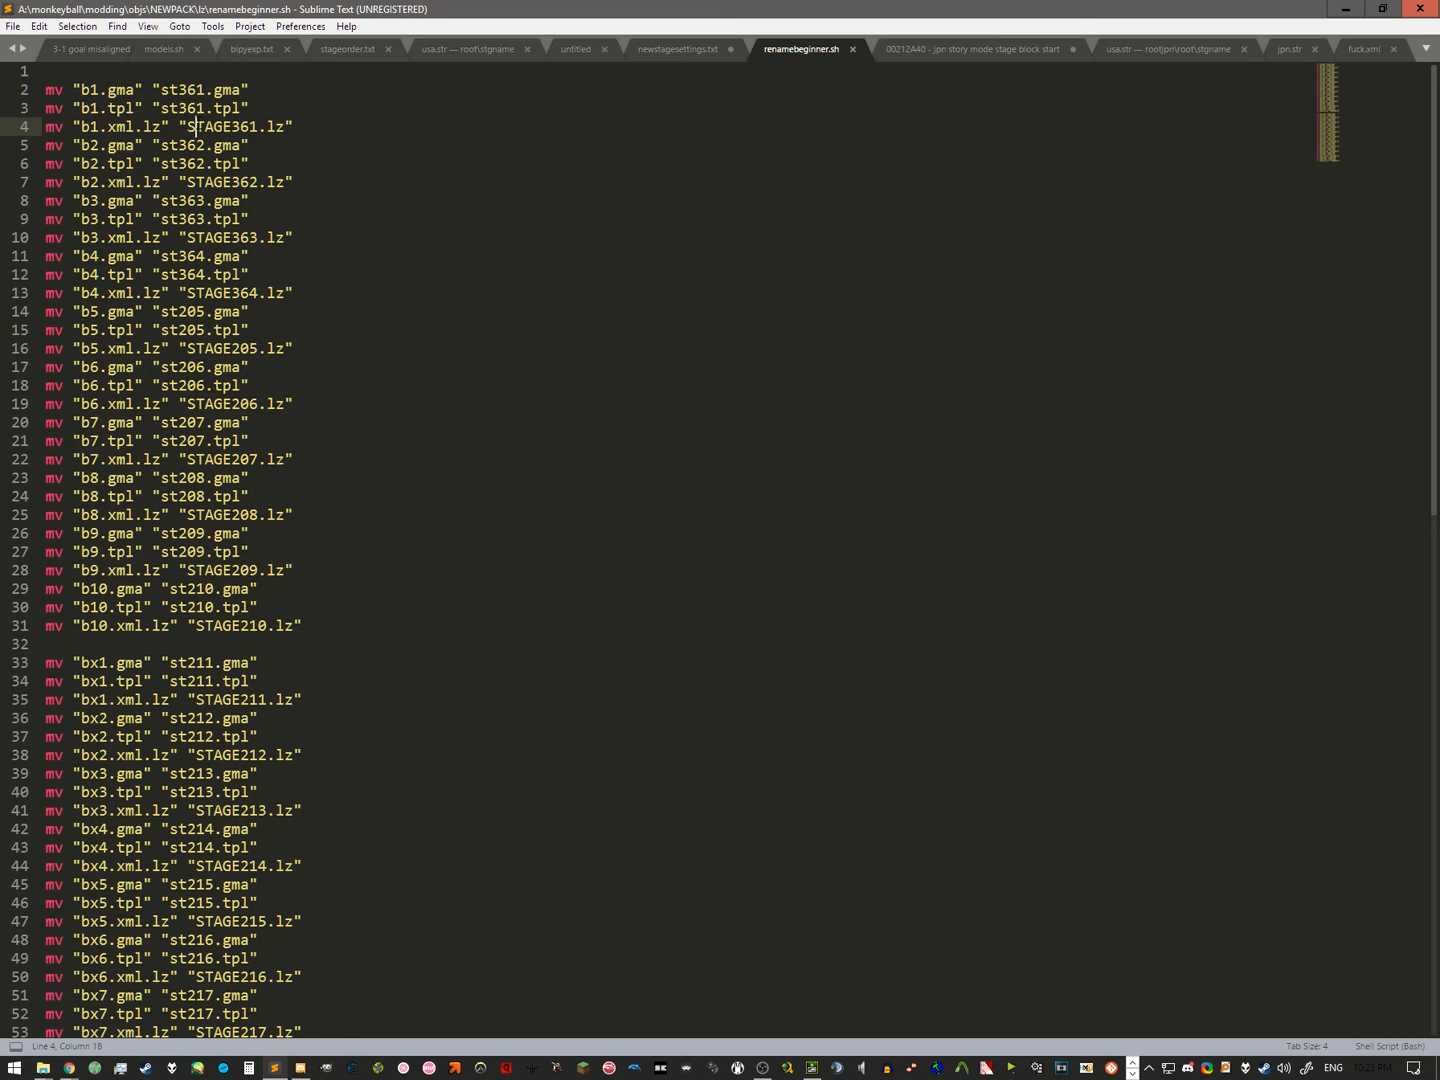 A:\monkeyball\modding\objs\NEWPACK\lz\renamebeginner.sh - Sublime Text (UNREGISTERED)
File Edit Selection Find View Goto Tools Project Preferences Help
3-1 goal misaligned models.sh blpyexp.txt stageorder.txt usa.str — root\stgname untitled newstagesettings.txt renamebeginner.sh 00212A40 - jpn story mode stage block start usa.str — rootjpn\root\stgname jpn.str fuck.xml
1
2 mv "b1.gma" "st361.gma"
3 mv "b1.tpl" "st361.tpl"
4 mv "b1.xml.lz" "STAGE361.lz"
5 mv "b2.gma" "st362.gma"
6 mv "b2.tpl" "st362.tpl"
7 mv "b2.xml.lz" "STAGE362.lz"
8 mv "b3.gma" "st363.gma"
9 mv "b3.tpl" "st363.tpl"
10 mv "b3.xml.lz" "STAGE363.lz"
11 mv "b4.gma" "st364.gma"
12 mv "b4.tpl" "st364.tpl"
13 mv "b4.xml.lz" "STAGE364.lz"
14 mv "b5.gma" "st205.gma"
15 mv "b5.tpl" "st205.tpl"
16 mv "b5.xml.lz" "STAGE205.lz"
17 mv "b6.gma" "st206.gma"
18 mv "b6.tpl" "st206.tpl"
19 mv "b6.xml.lz" "STAGE206.lz"
20 mv "b7.gma" "st207.gma"
21 mv "b7.tpl" "st207.tpl"
22 mv "b7.xml.lz" "STAGE207.lz"
23 mv "b8.gma" "st208.gma"
24 mv "b8.tpl" "st208.tpl"
25 mv "b8.xml.lz" "STAGE208.lz"
26 mv "b9.gma" "st209.gma"
27 mv "b9.tpl" "st209.tpl"
28 mv "b9.xml.lz" "STAGE209.lz"
29 mv "b10.gma" "st210.gma"
30 mv "b10.tpl" "st210.tpl"
31 mv "b10.xml.lz" "STAGE210.lz"
32
33 mv "bx1.gma" "st211.gma"
34 mv "bx1.tpl" "st211.tpl"
35 mv "bx1.xml.lz" "STAGE211.lz"
36 mv "bx2.gma" "st212.gma"
37 mv "bx2.tpl" "st212.tpl"
38 mv "bx2.xml.lz" "STAGE212.lz"
39 mv "bx3.gma" "st213.gma"
40 mv "bx3.tpl" "st213.tpl"
41 mv "bx3.xml.lz" "STAGE213.lz"
42 mv "bx4.gma" "st214.gma"
43 mv "bx4.tpl" "st214.tpl"
44 mv "bx4.xml.lz" "STAGE214.lz"
45 mv "bx5.gma" "st215.gma"
46 mv "bx5.tpl" "st215.tpl"
47 mv "bx5.xml.lz" "STAGE215.lz"
48 mv "bx6.gma" "st216.gma"
49 mv "bx6.tpl" "st216.tpl"
50 mv "bx6.xml.lz" "STAGE216.lz"
51 mv "bx7.gma" "st217.gma"
52 mv "bx7.tpl" "st217.tpl"
53 mv "bx7.xml.lz" "STAGE217.lz"
Line 4, Column 18 Tab Size: 4 Shell Script (Bash)
ENG 10:23 PM